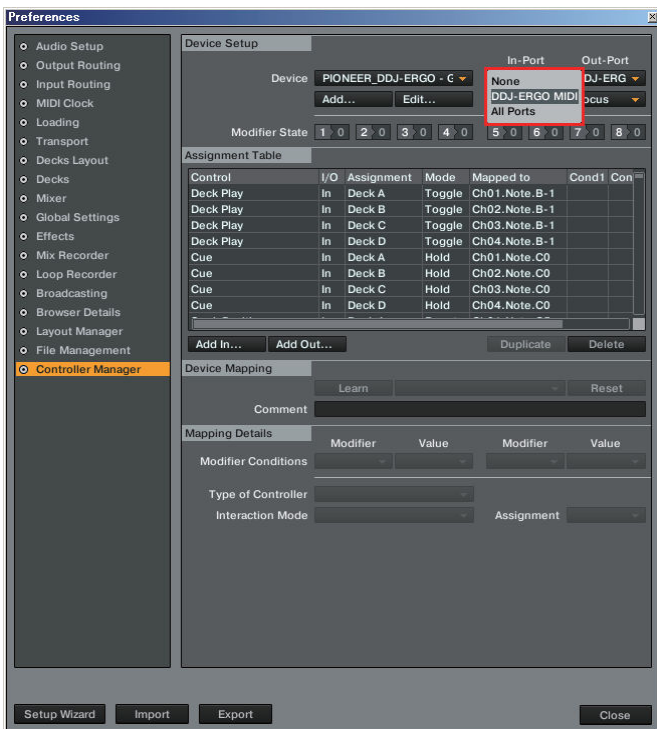 Preferences
Audio Setup
Output Routing
Input Routing
MIDI Clock
Loading
Transport
Decks Layout
Decks
Mixer
Global Settings
Effects
Mix Recorder
Loop Recorder
Broadcasting
Browser Details
Layout Manager
File Management
Controller Manager
Device Setup
In-Port Out-Port
Device PIONEER_DDJ-ERGO - G DDJ-ERG
None
DDJ-ERGO MIDI
All Ports
Add... Edit... ocus
Modifier State 1 0 2 0 3 0 4 0 5 0 6 0 7 0 8 0
Assignment Table
Control I/O Assignment Mode Mapped to Cond1 Con
Deck Play In Deck A Toggle Ch01.Note.B-1
Deck Play In Deck B Toggle Ch02.Note.B-1
Deck Play In Deck C Toggle Ch03.Note.B-1
Deck Play In Deck D Toggle Ch04.Note.B-1
Cue In Deck A Hold Ch01.Note.C0
Cue In Deck B Hold Ch02.Note.C0
Cue In Deck C Hold Ch03.Note.C0
Cue In Deck D Hold Ch04.Note.C0
Add In... Add Out... Duplicate Delete
Device Mapping
Learn Reset
Comment
Mapping Details
Modifier Value Modifier Value
Modifier Conditions
Type of Controller
Interaction Mode Assignment
Setup Wizard Import Export Close